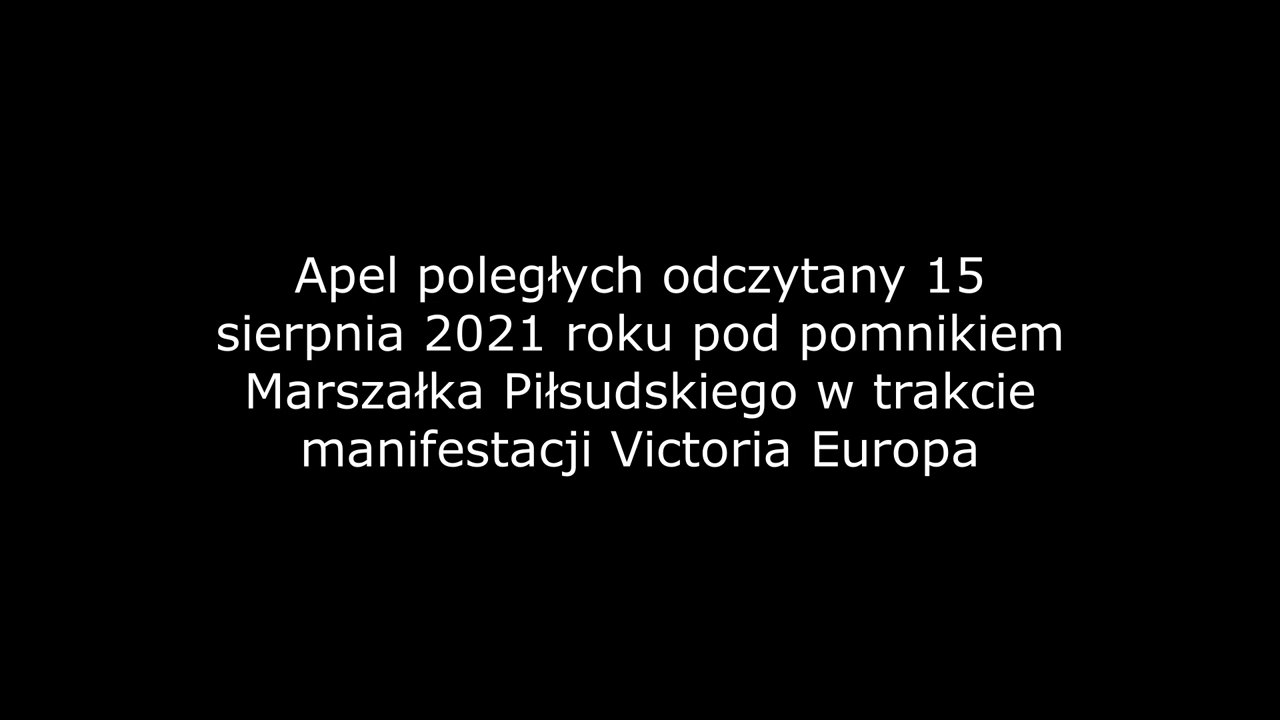 Apel poległych odczytany 15
sierpnia 2021 roku pod pomnikiem
Marszałka Piłsudskiego w trakcie
manifestacji Victoria Europa